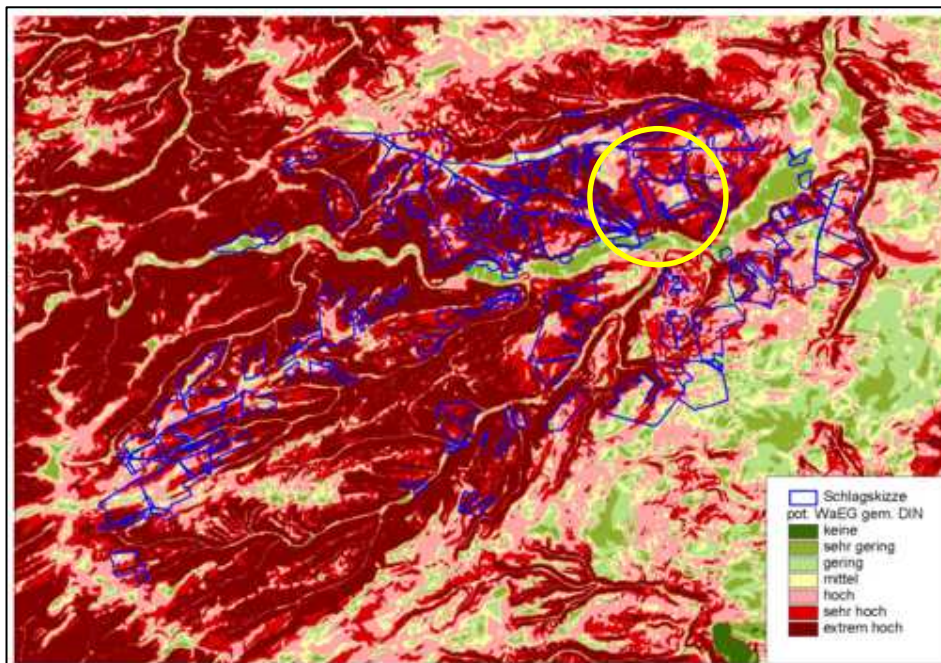 Schlagskizze
pot. WaEG gem. DIN
keine
sehr gering
gering
mittel
hoch
sehr hoch
extrem hoch